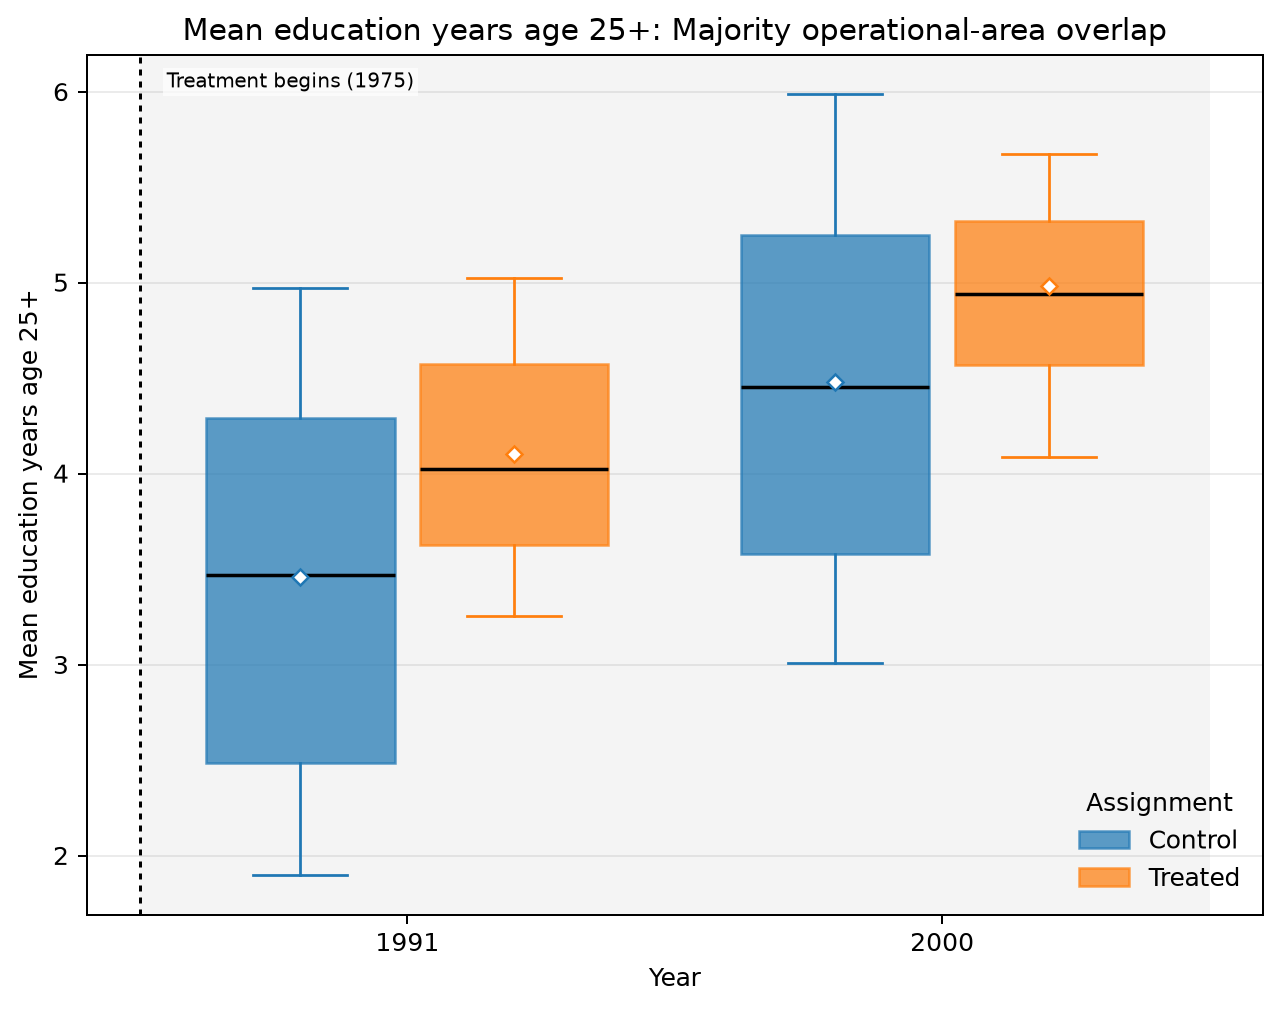 Mean education years age 25+: Majority operational-area overlap
Treatment begins (1975)
Mean education years age 25+
6
5
4
3
2
1991
2000
Year
Assignment
Control
Treated